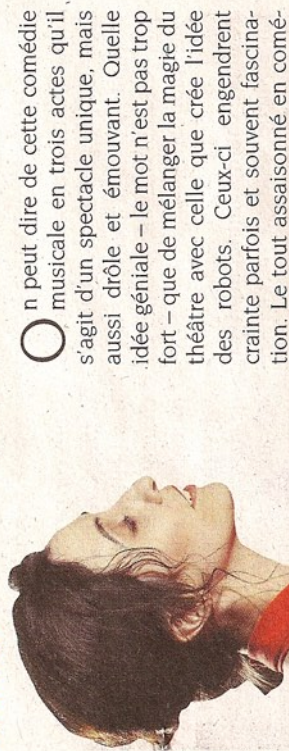 On peut dire de cette comédie
musicale en trois actes qu'il
s'agit d'un spectacle unique, mais
aussi drôle et émouvant. Quelle
idée géniale – le mot n'est pas trop
fort – que de mélanger la magie du
théâtre avec celle que crée l'idée
des robots. Ceux-ci engendrent
crainte parfois et souvent fascina-
tion. Le tout assaisonné en comé-